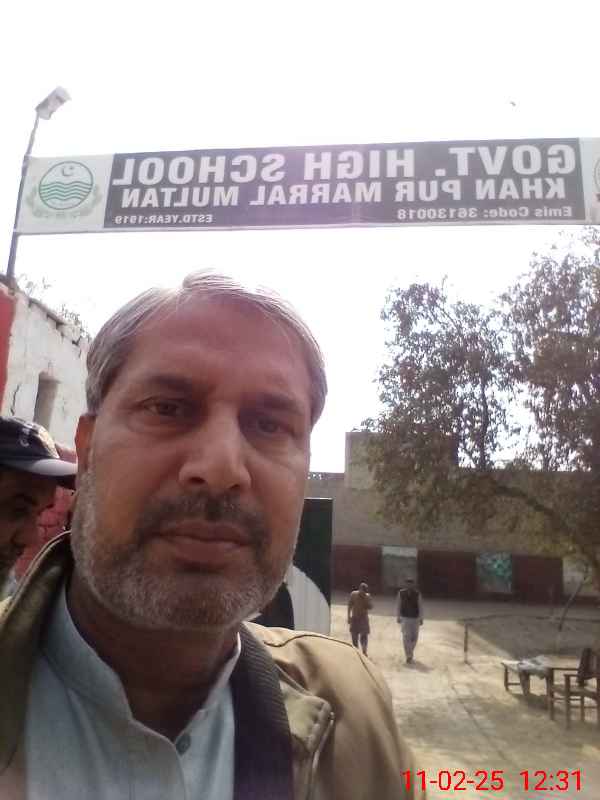 GOVT. HIGH SCHOOL
KHAN PUR MARRAL MULTAN
Emis Code: 36130018 ESTD.YEAR:1919
11-02-25 12:31